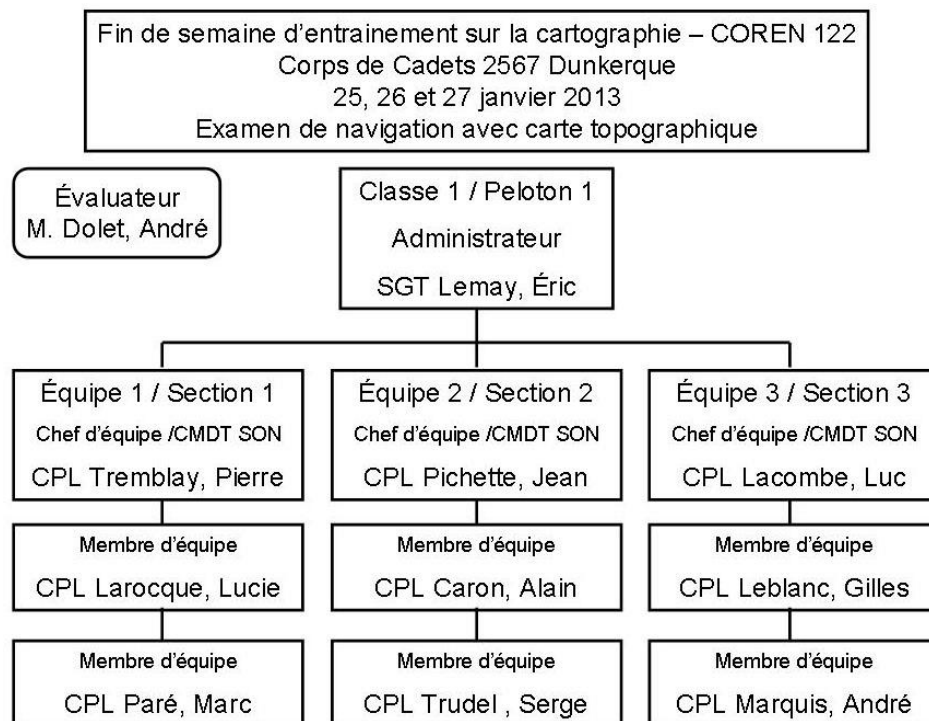 Fin de semaine d'entrainement sur la cartographie – COREN 122
Corps de Cadets 2567 Dunkerque
25, 26 et 27 janvier 2013
Examen de navigation avec carte topographique
Évaluateur
M. Dolet, André
Classe 1 / Peloton 1
Administrateur
SGT Lemay, Éric
Équipe 1 / Section 1
Chef d'équipe /CMDT SON
CPL Tremblay, Pierre
Membre d'équipe
CPL Larocque, Lucie
Membre d'équipe
CPL Paré, Marc
Équipe 2 / Section 2
Chef d'équipe /CMDT SON
CPL Pichette, Jean
Membre d'équipe
CPL Caron, Alain
Membre d'équipe
CPL Trudel , Serge
Équipe 3 / Section 3
Chef d'équipe /CMDT SON
CPL Lacombe, Luc
Membre d'équipe
CPL Leblanc, Gilles
Membre d'équipe
CPL Marquis, André